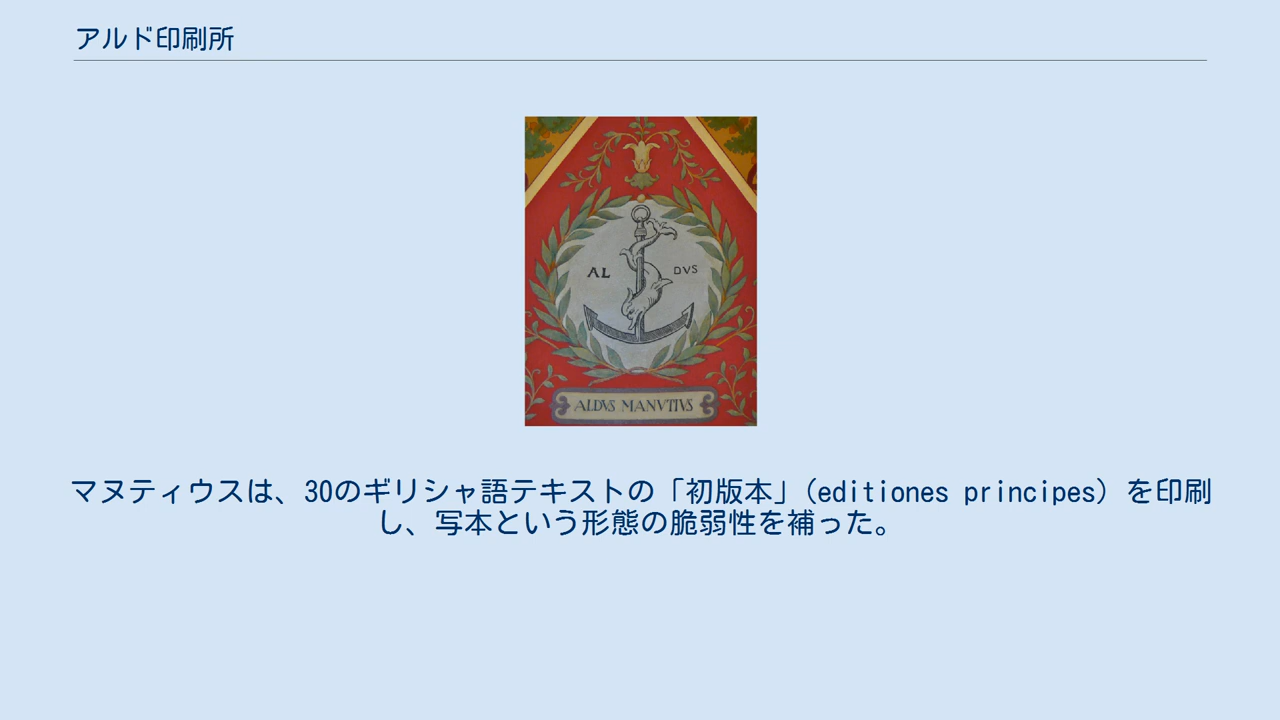 アルド印刷所
AL DVS
ALDVS MANVTIVS
マヌティウスは、30のギリシャ語テキストの「初版本」(editiones principes) を印刷
し、写本という形態の脆弱性を補った。